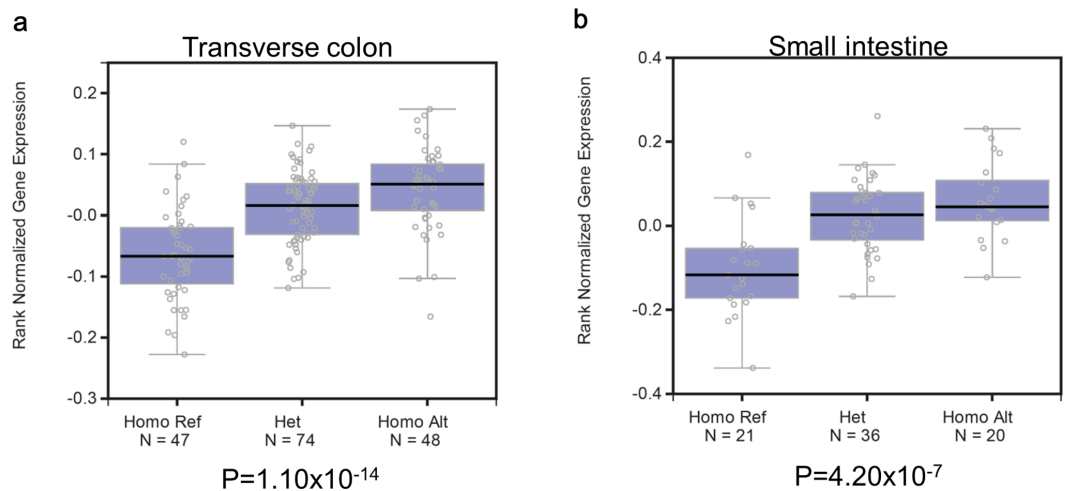 a
Transverse colon
Rank Normalized Gene Expression
0.2
0.1
-0.0
-0.1
-0.2
-0.3
Homo Ref
N = 47
Het
N = 74
Homo Alt
N = 48
P=1.10x10⁻¹⁴
b
Small intestine
Rank Normalized Gene Expression
0.4
0.2
0.0
-0.2
-0.4
Homo Ref
N = 21
Het
N = 36
Homo Alt
N = 20
P=4.20x10⁻⁷